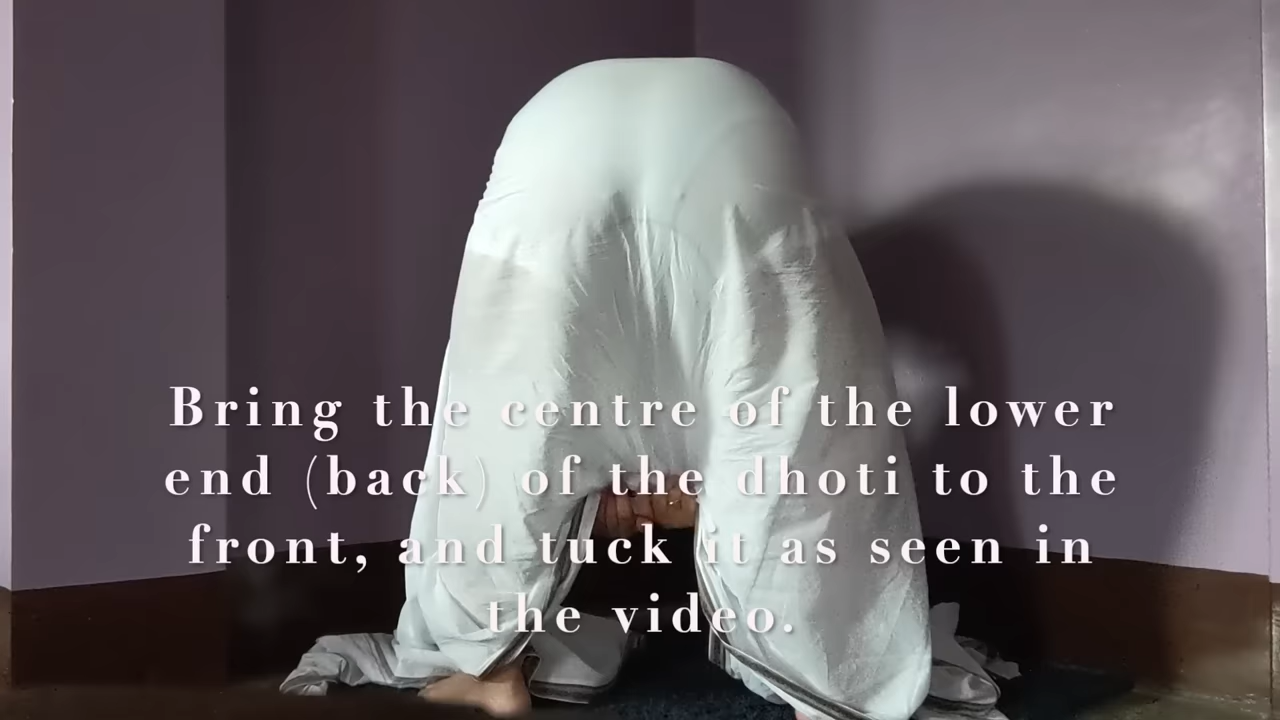 Bring the centre of the lower
end (back) of the dhoti to the
front, and tuck it as seen in
the video.